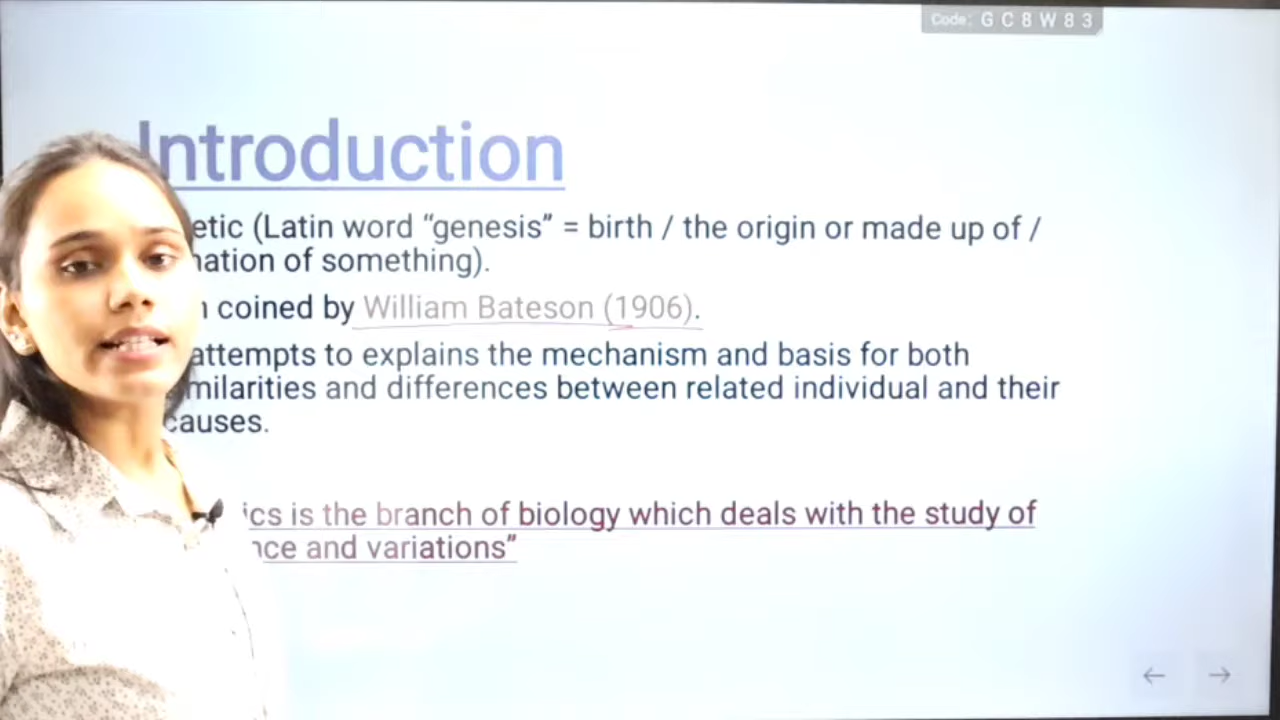 Code: G C 8 W 8 3
Introduction
etic (Latin word “genesis” = birth / the origin or made up of /
ation of something).
coined by William Bateson (1906).
attempts to explains the mechanism and basis for both
milarities and differences between related individual and their
causes.
ics is the branch of biology which deals with the study of
nce and variations”